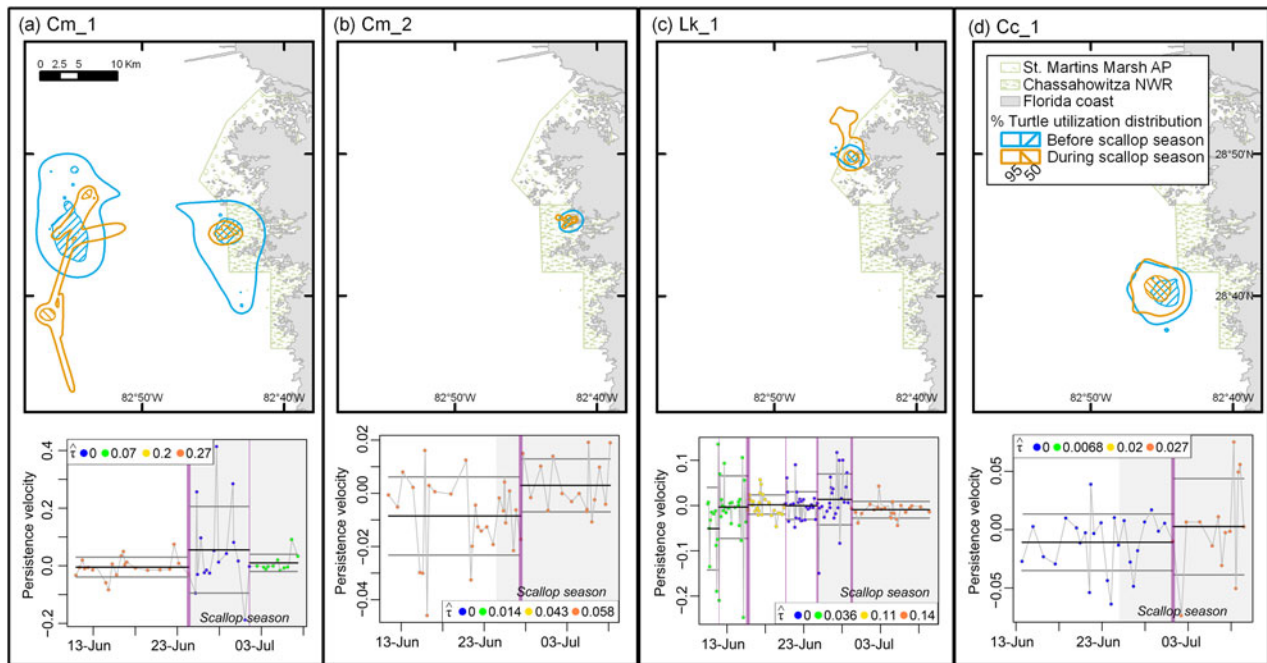 (a) Cm_1
(b) Cm_2
(c) Lk_1
(d) Cc_1
0 2.5 5 10 Km
St. Martins Marsh AP
Chassahowitza NWR
Florida coast
% Turtle utilization distribution
Before scallop season
During scallop season
95 50
28°50'N
28°40'N
82°50'W 82°40'W
82°50'W 82°40'W
82°50'W 82°40'W
82°50'W 82°40'W
Persistence velocity
0.4
0.2
0.0
−0.2
τ̂ 0 0.07 0.2 0.27
Scallop season
13-Jun 23-Jun 03-Jul
Persistence velocity
0.02
0.00
−0.02
−0.04
τ̂ 0 0.014 0.043 0.058
Scallop season
13-Jun 23-Jun 03-Jul
Persistence velocity
0.1
0.0
−0.1
−0.2
τ̂ 0 0.036 0.11 0.14
Scallop season
13-Jun 23-Jun 03-Jul
Persistence velocity
0.05
0.00
−0.05
τ̂ 0 0.0068 0.02 0.027
Scallop season
13-Jun 23-Jun 03-Jul